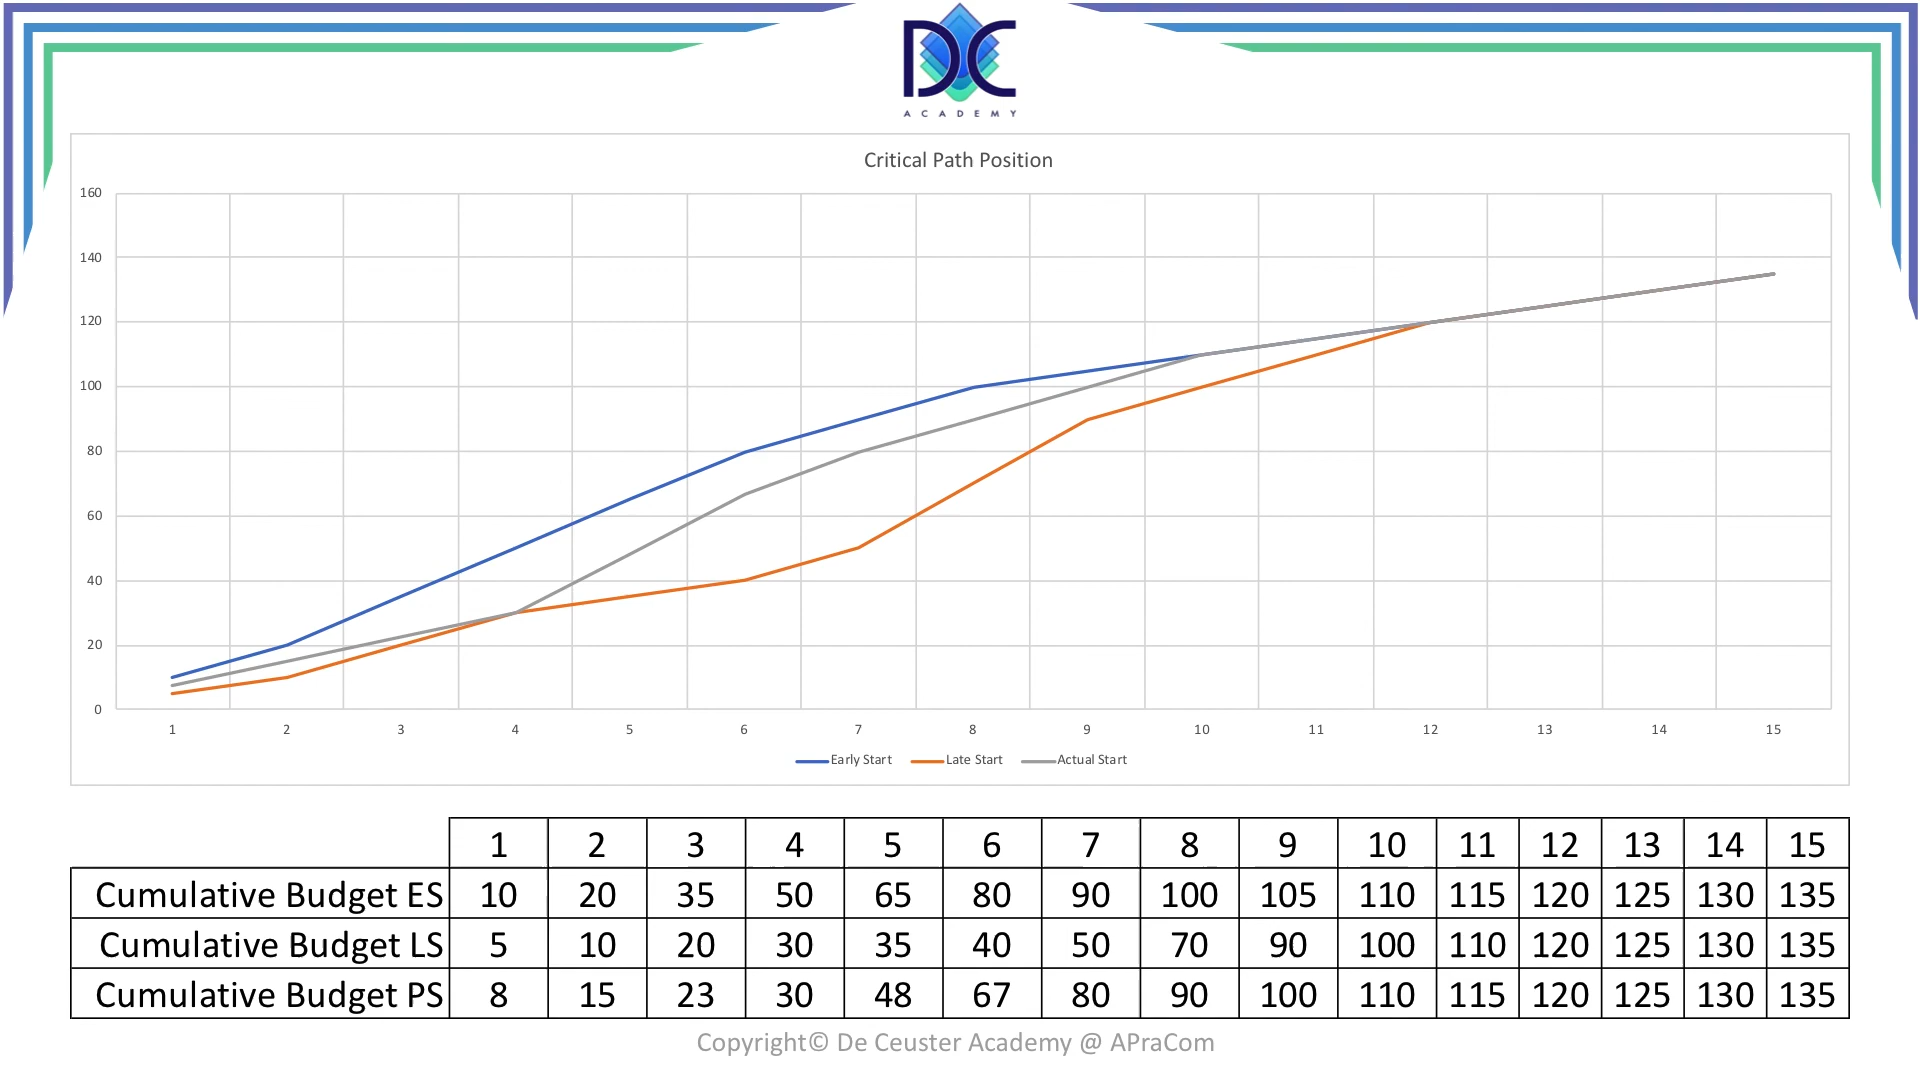 DC
ACADEMY
Critical Path Position
160
140
120
100
80
60
40
20
0
1 2 3 4 5 6 7 8 9 10 11 12 13 14 15
Early Start Late Start Actual Start
1 2 3 4 5 6 7 8 9 10 11 12 13 14 15
Cumulative Budget ES 10 20 35 50 65 80 90 100 105 110 115 120 125 130 135
Cumulative Budget LS 5 10 20 30 35 40 50 70 90 100 110 120 125 130 135
Cumulative Budget PS 8 15 23 30 48 67 80 90 100 110 115 120 125 130 135
Copyright© De Ceuster Academy @ APraCom